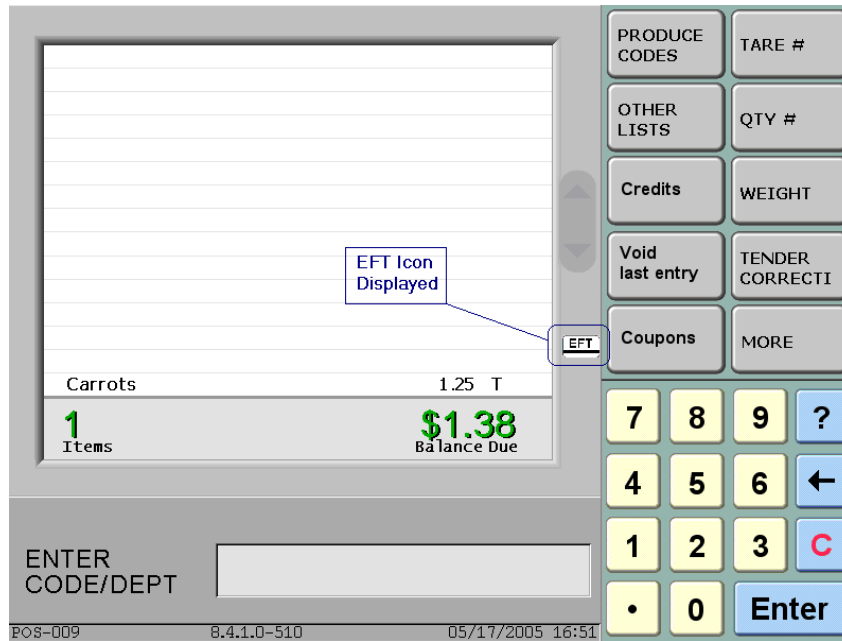 EFT Icon
Displayed
EFT
Carrots 1.25 T
1 $1.38
Items Balance Due
ENTER
CODE/DEPT
POS-009 8.4.1.0-510 05/17/2005 16:51
PRODUCE
CODES
TARE #
OTHER
LISTS
QTY #
Credits
WEIGHT
Void
last entry
TENDER
CORRECTI
Coupons
MORE
7 8 9 ?
4 5 6 ←
1 2 3 C
. 0 Enter